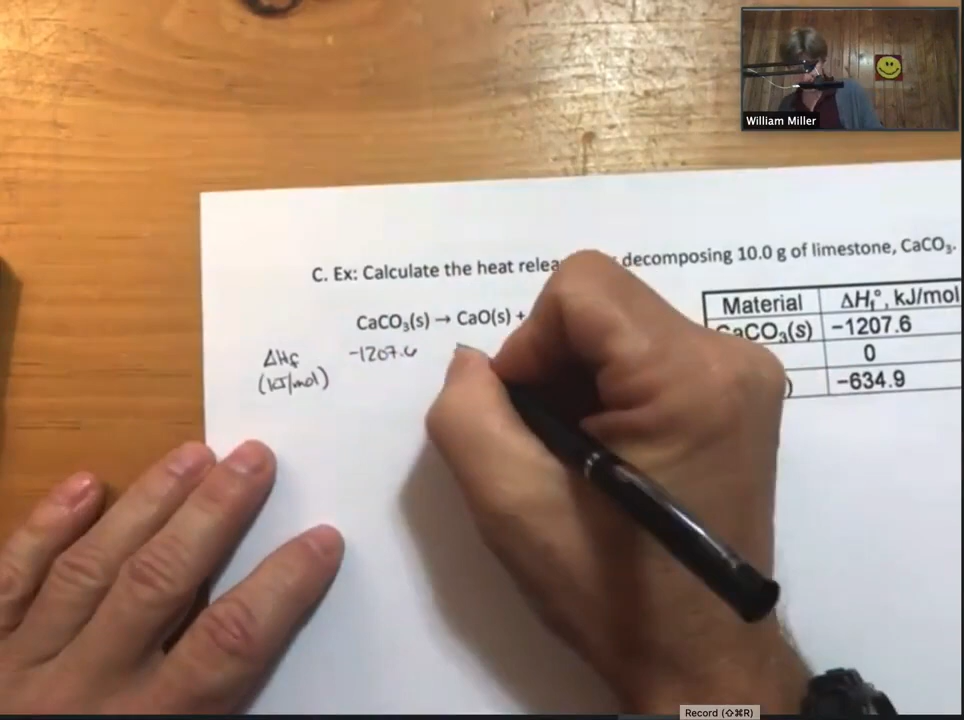 William Miller
C. Ex: Calculate the heat decomposing 10.0 g of limestone, CaCO₃.
CaCO₃(s) → CaO(s) +
ΔHf -1207.6
(kJ/mol)
Material ΔHf°, kJ/mol
CaCO₃(s) -1207.6
0
) -634.9
Record (⇧⌘R)